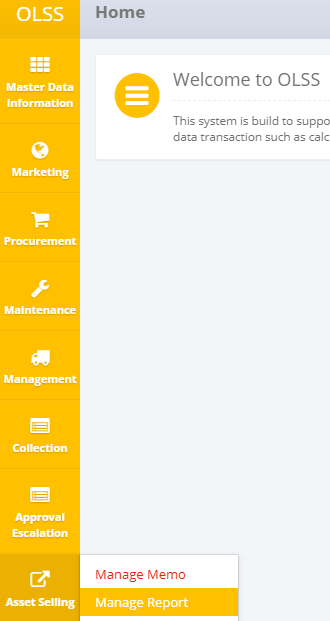 OLSS
Home
Master Data
Information
Welcome to OLSS
This system is build to suppo
data transaction such as calc
Marketing
Procurement
Maintenance
Management
Collection
Approval
Escalation
Asset Selling
Manage Memo
Manage Report